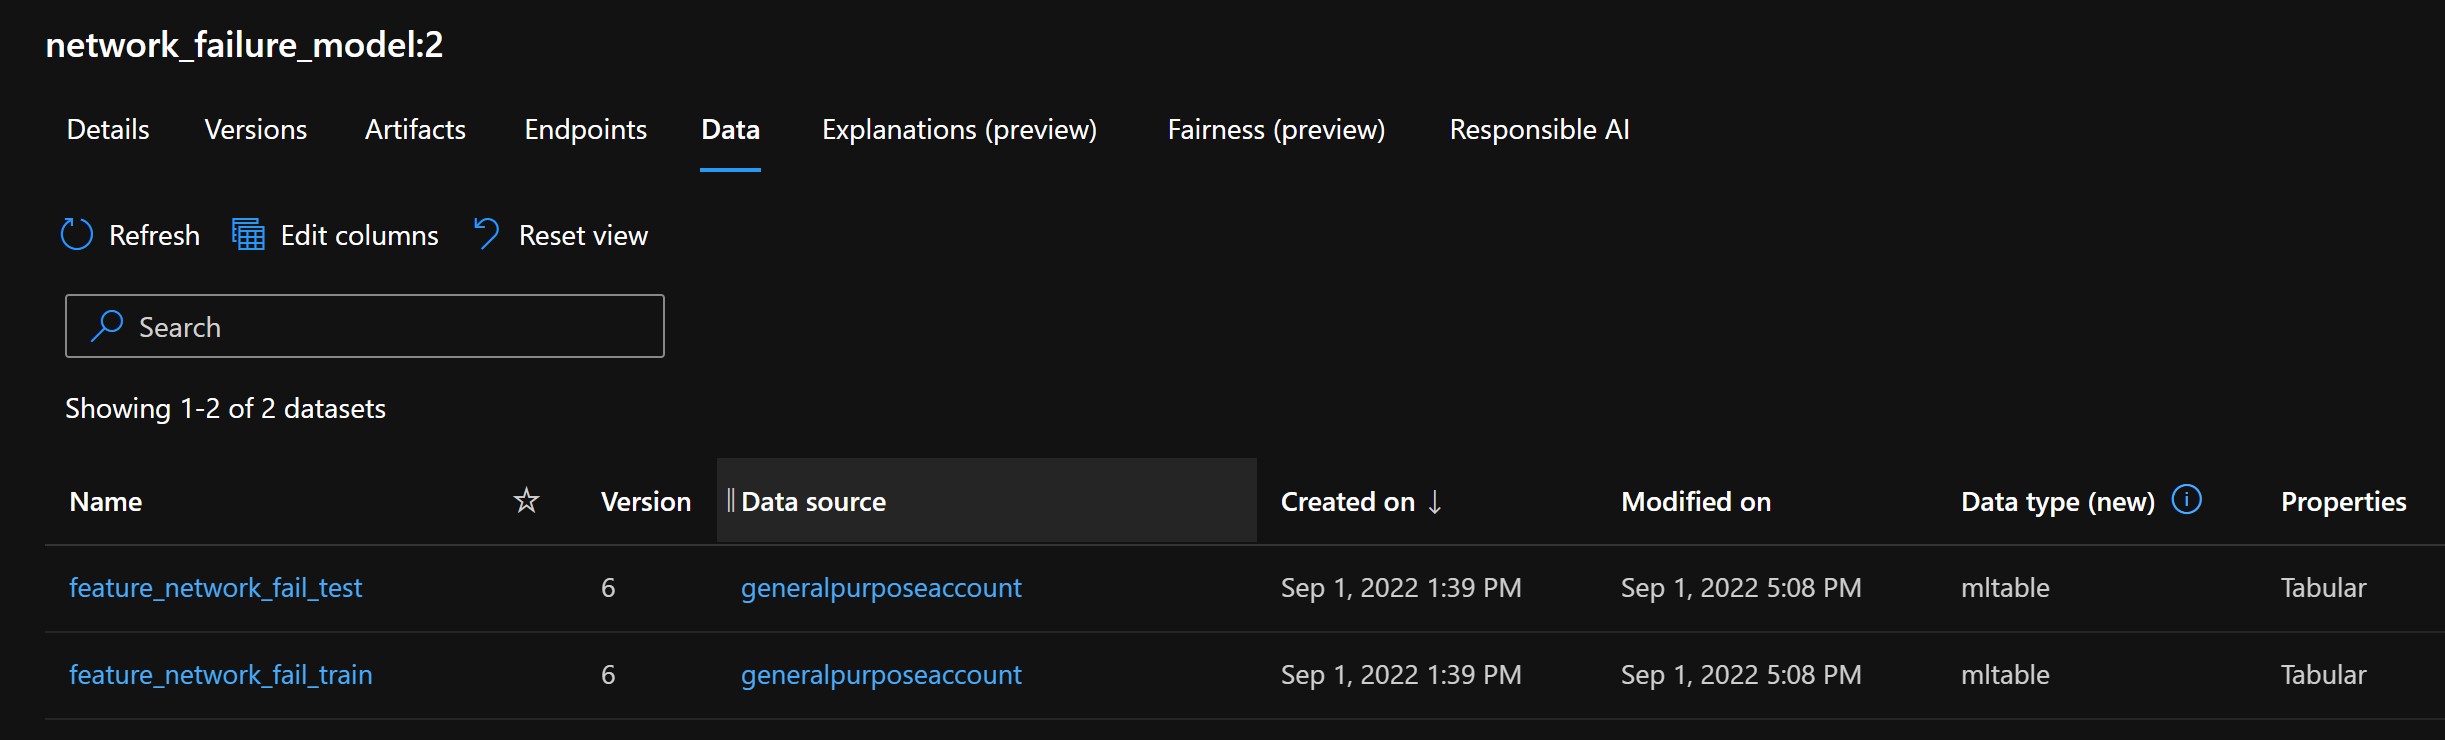 network_failure_model:2
Details Versions Artifacts Endpoints Data Explanations (preview) Fairness (preview) Responsible AI
Refresh Edit columns Reset view
Search
Showing 1-2 of 2 datasets
Name Version Data source Created on ↓ Modified on Data type (new) Properties
feature_network_fail_test 6 generalpurposeaccount Sep 1, 2022 1:39 PM Sep 1, 2022 5:08 PM mltable Tabular
feature_network_fail_train 6 generalpurposeaccount Sep 1, 2022 1:39 PM Sep 1, 2022 5:08 PM mltable Tabular